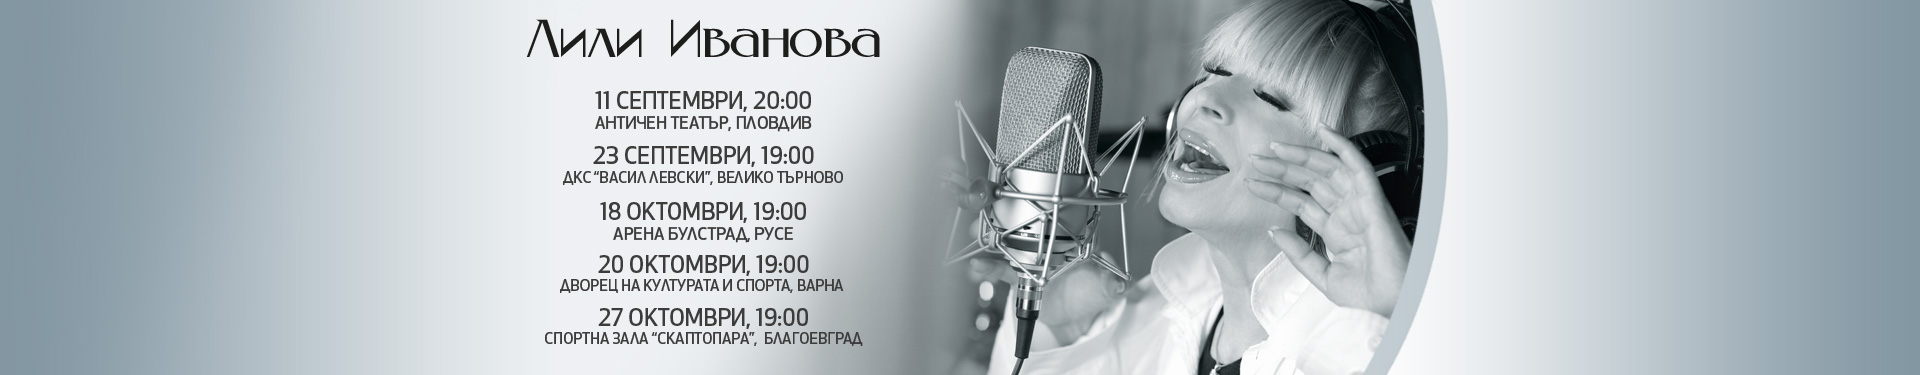 Лили Иванова
11 СЕПТЕМВРИ, 20:00
АНТИЧЕН ТЕАТЪР, ПЛОВДИВ
23 СЕПТЕМВРИ, 19:00
ДКС “ВАСИЛ ЛЕВСКИ”, ВЕЛИКО ТЪРНОВО
18 ОКТОМВРИ, 19:00
АРЕНА БУЛСТРАД, РУСЕ
20 ОКТОМВРИ, 19:00
ДВОРЕЦ НА КУЛТУРАТА И СПОРТА, ВАРНА
27 ОКТОМВРИ, 19:00
СПОРТНА ЗАЛА “СКАПТОПАРА”, БЛАГОЕВГРАД